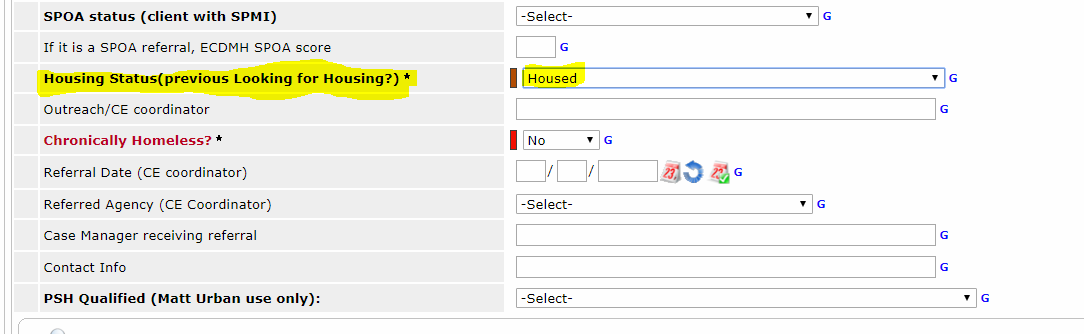 SPOA status (client with SPMI) -Select- G
If it is a SPOA referral, ECDMH SPOA score G
Housing Status(previous Looking for Housing?) * Housed G
Outreach/CE coordinator G
Chronically Homeless? * No G
Referral Date (CE coordinator) / / 23 23 G
Referred Agency (CE Coordinator) -Select- G
Case Manager receiving referral G
Contact Info G
PSH Qualified (Matt Urban use only): -Select- G